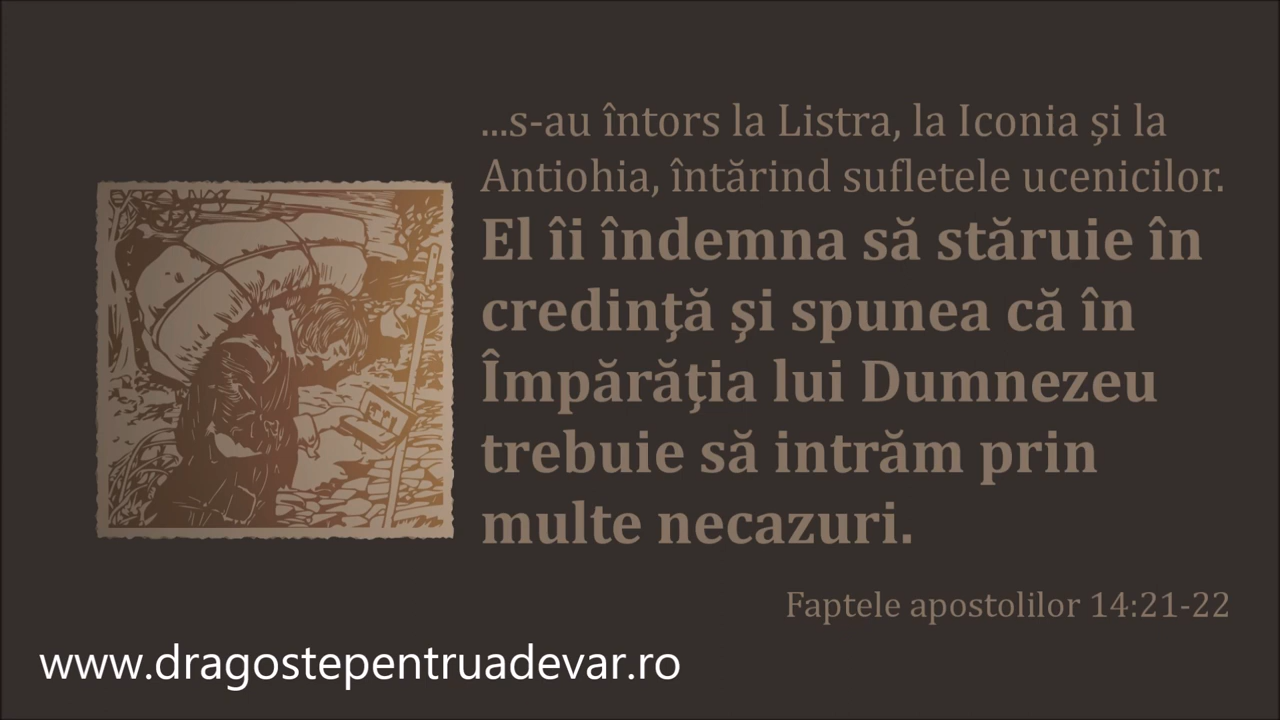 ...s-au întors la Listra, la Iconia şi la
Antiohia, întărind sufletele ucenicilor.
El îi îndemna să stăruie în
credinţă şi spunea că în
Împărăţia lui Dumnezeu
trebuie să intrăm prin
multe necazuri.
Faptele apostolilor 14:21-22
www.dragostepentruadevar.ro